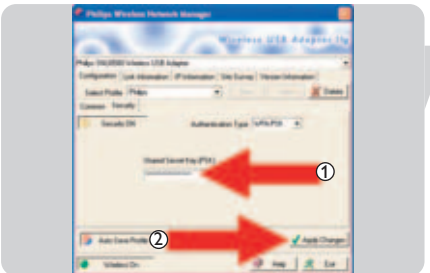 Philips Wireless Network Manager
Wireless USB Adapter 11g
Philips SNU6500 Wireless USB Adapter
Configuration Link Information IP Information Site Survey Version Information
Select Profile Philips Delete
Common Security
Security ON Authentication Type WPA-PSK
Shared Secret Key (PSK)
①
Auto Save Profile ② Apply Changes
Wireless On Help Exit